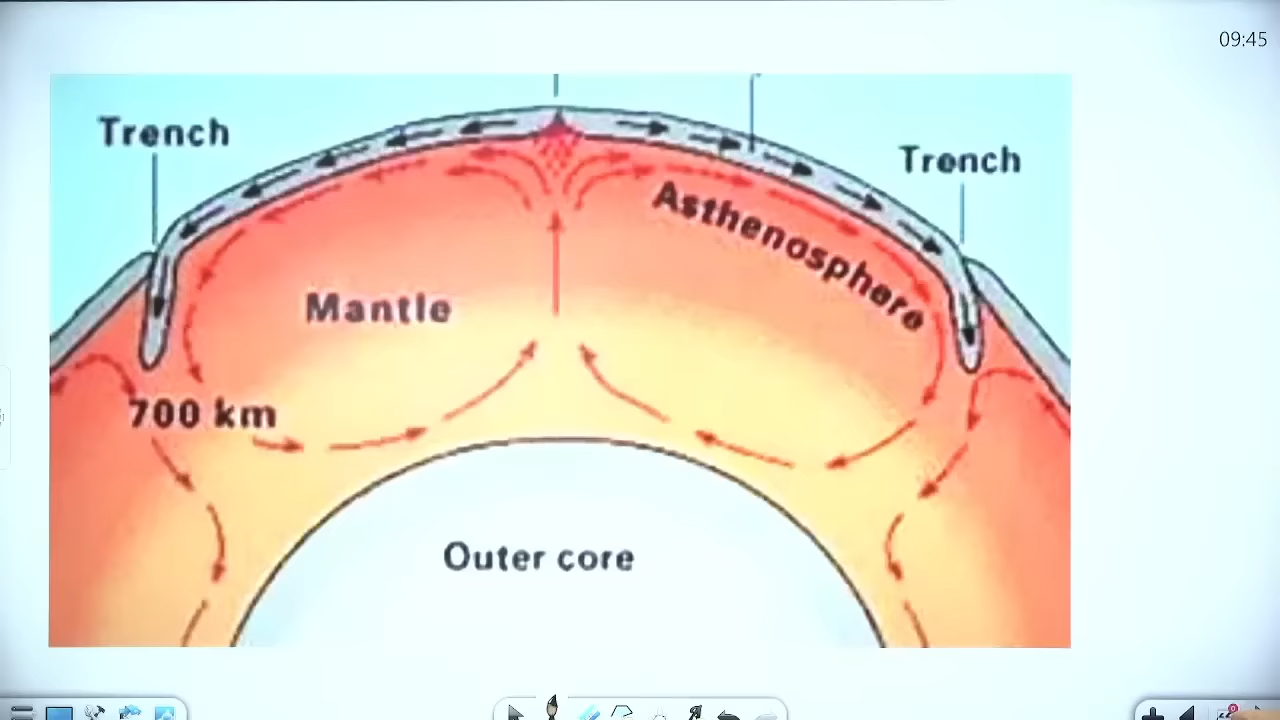 09:45
Trench
Trench
Asthenosphere
Mantle
700 km
Outer core